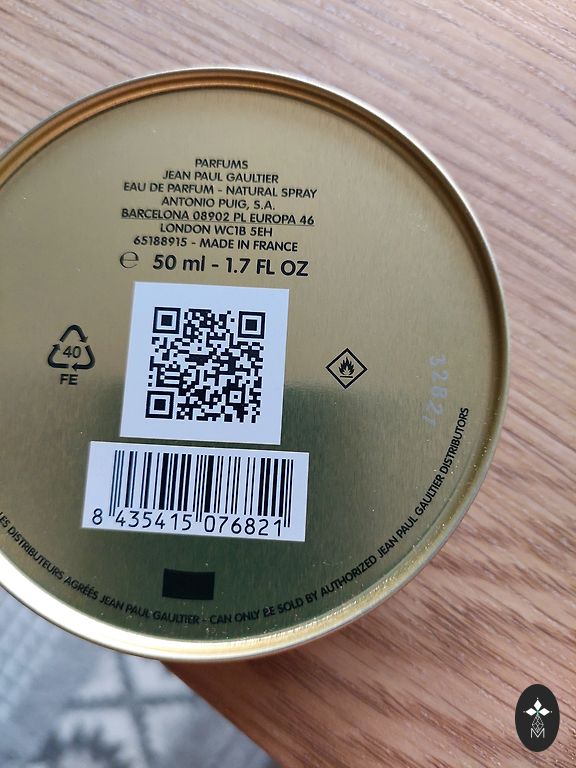 PARFUMS
JEAN PAUL GAULTIER
EAU DE PARFUM - NATURAL SPRAY
ANTONIO PUIG, S.A.
BARCELONA 08902 PL EUROPA 46
LONDON WC1B 5EH
65188915 - MADE IN FRANCE
℮ 50 ml - 1.7 FL OZ
40
FE
8 435415 076821
LES DISTRIBUTEURS AGRÉES JEAN PAUL GAULTIER - CAN ONLY BE SOLD BY AUTHORIZED JEAN PAUL GAULTIER DISTRIBUTORS